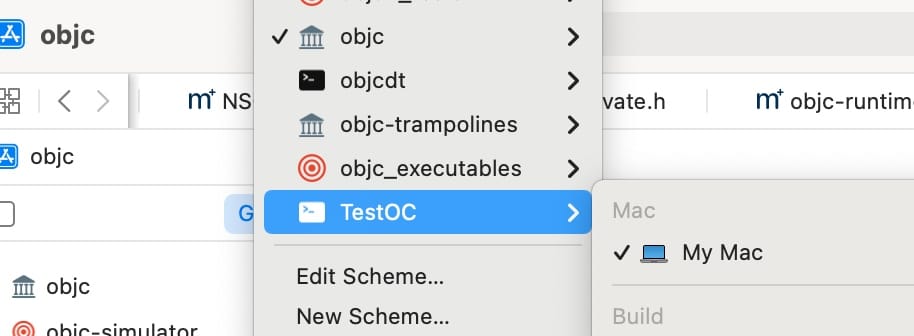 objc
objc
objcdt
m+ NS
vate.h
m+ objc-runtim
objc-trampolines
objc
objc_executables
G
TestOC
Mac
My Mac
Edit Scheme...
objc
New Scheme...
Build
objc-simulator